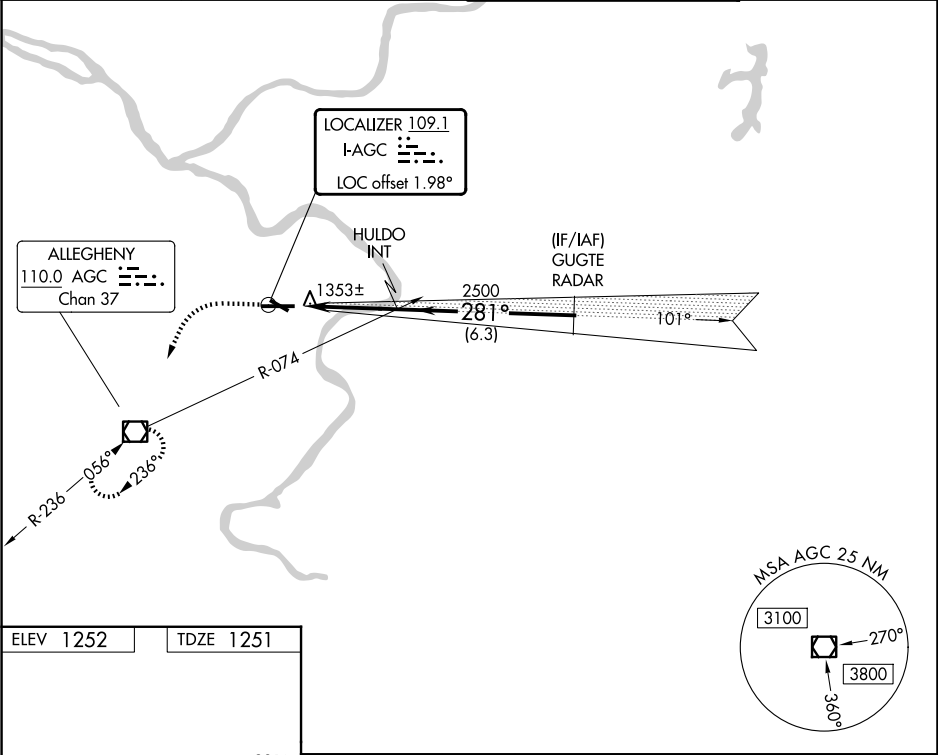 LOCALIZER 109.1
I-AGC
LOC offset 1.98°
ALLEGHENY
110.0 AGC
Chan 37
HULDO
INT
(IF/IAF)
GUGTE
RADAR
1353±
2500
281°
(6.3)
101°
R-074
056°
236°
R-236
MSA AGC 25 NM
3100
270°
3800
360°
ELEV 1252
TDZE 1251